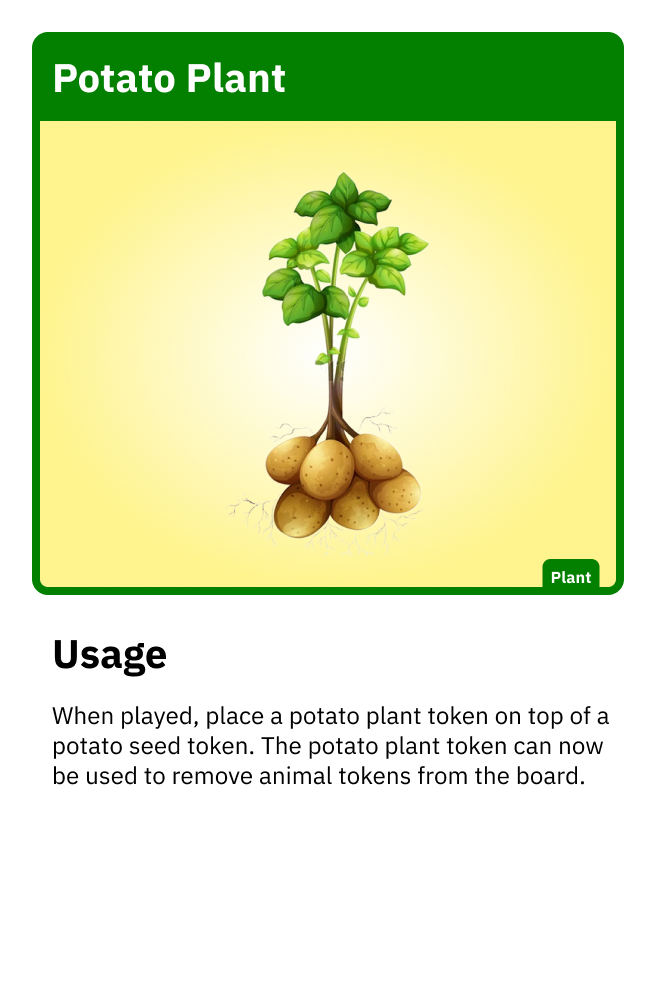 Potato Plant
Plant
Usage
When played, place a potato plant token on top of a
potato seed token. The potato plant token can now
be used to remove animal tokens from the board.